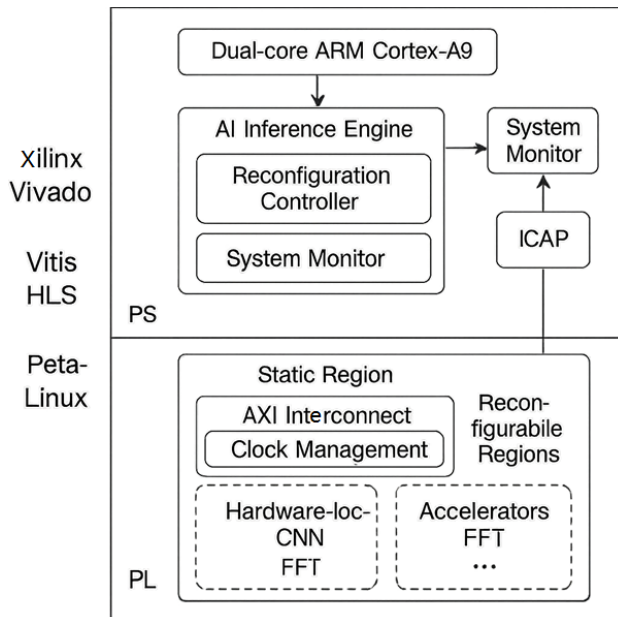 Xilinx
Vivado
Vitis
HLS
Peta-
Linux
Dual-core ARM Cortex-A9
AI Inference Engine
Reconfiguration
Controller
System Monitor
System
Monitor
ICAP
PS
Static Region
AXI Interconnect
Clock Management
Recon-
figurabile
Regions
Hardware-loc-
CNN
FFT
Accelerators
FFT
...
PL